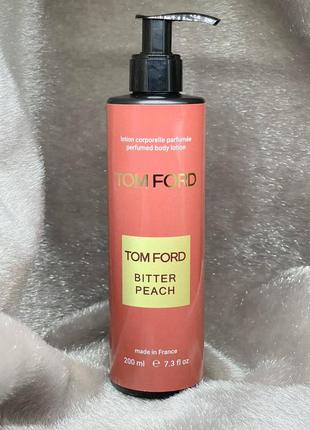 lotion corporelle parfumée
perfumed body lotion
TOM FORD
TOM FORD
BITTER
PEACH
made in France
200 ml ℮ 7.3 fl oz.